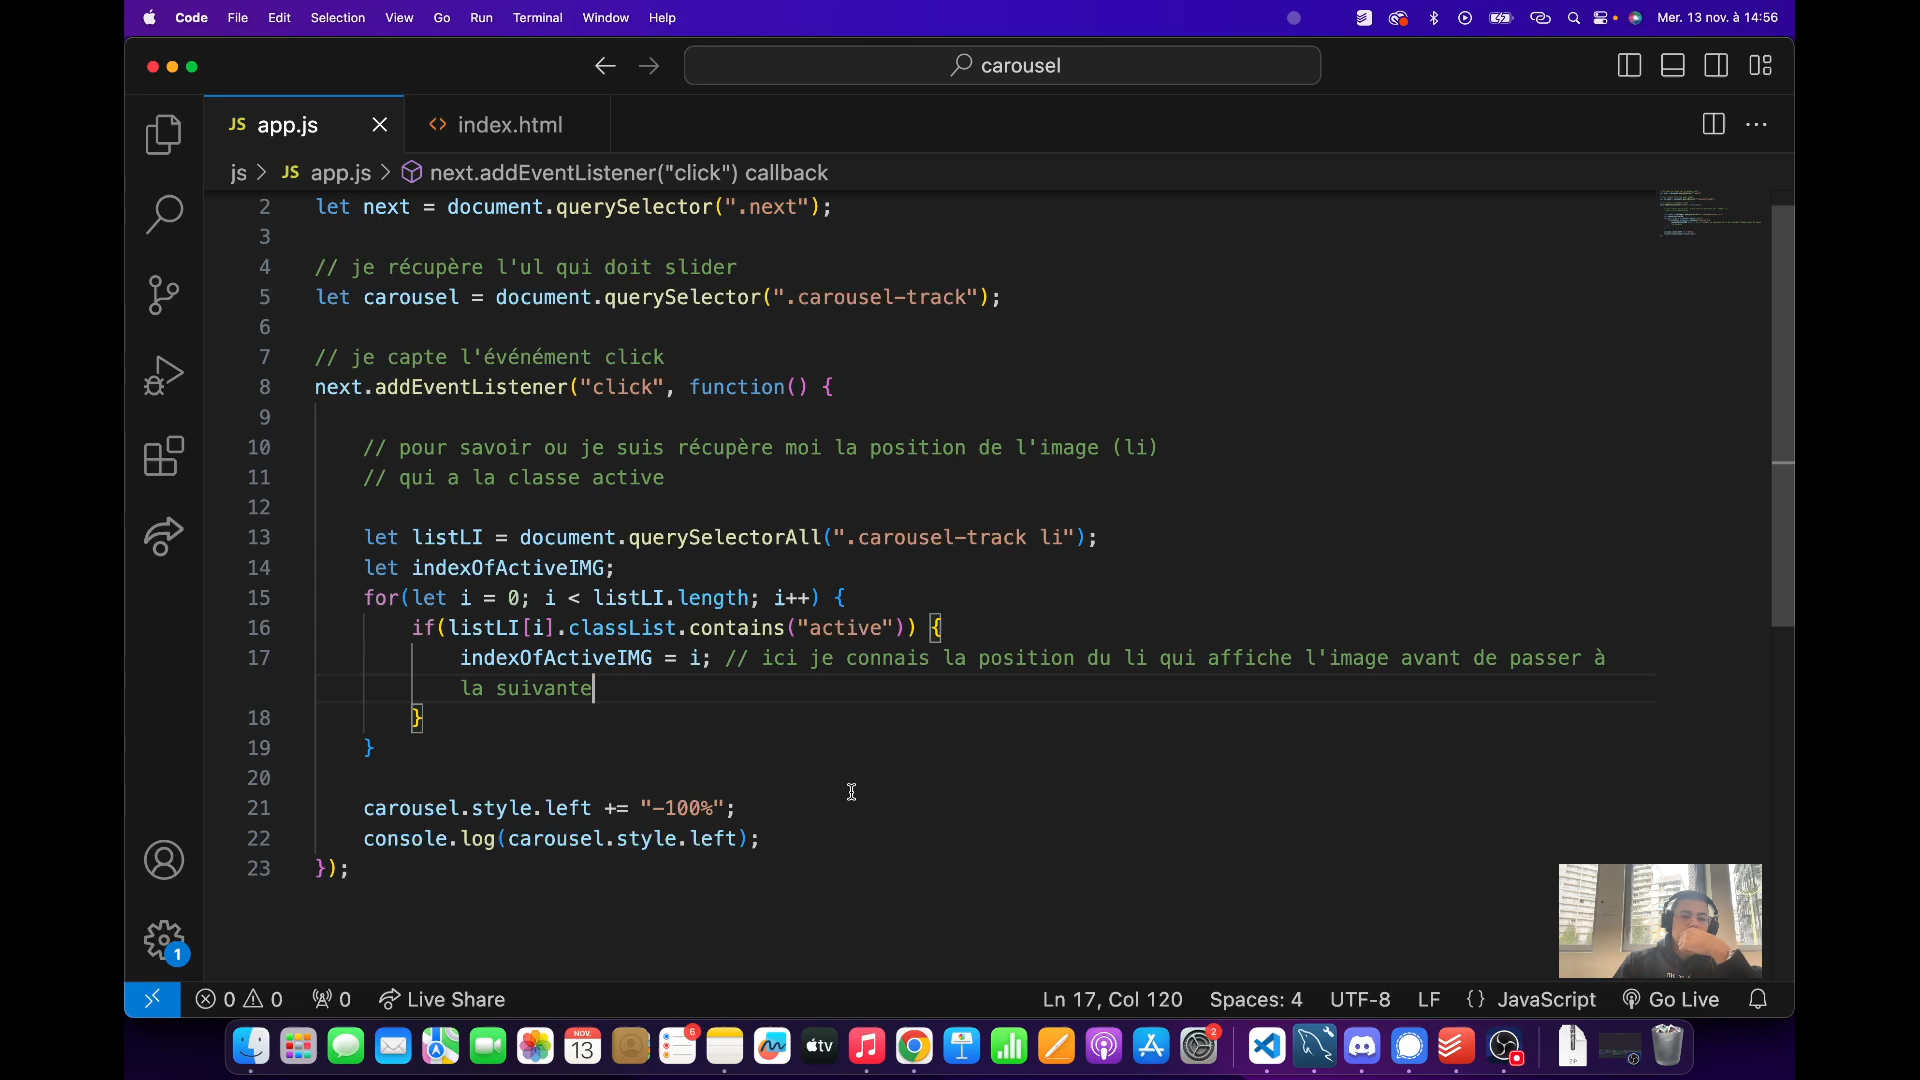 Code File Edit Selection View Go Run Terminal Window Help Mer. 13 nov. à 14:56
carousel
JS app.js index.html
js > JS app.js > next.addEventListener("click") callback
2 let next = document.querySelector(".next");
3
4 // je récupère l'ul qui doit slider
5 let carousel = document.querySelector(".carousel-track");
6
7 // je capte l'événément click
8 next.addEventListener("click", function() {
9
10 // pour savoir ou je suis récupère moi la position de l'image (li)
11 // qui a la classe active
12
13 let listLI = document.querySelectorAll(".carousel-track li");
14 let indexOfActiveIMG;
15 for(let i = 0; i < listLI.length; i++) {
16 if(listLI[i].classList.contains("active")) {
17 indexOfActiveIMG = i; // ici je connais la position du li qui affiche l'image avant de passer à
la suivante
18 }
19 }
20
21 carousel.style.left += "-100%";
22 console.log(carousel.style.left);
23 });
1
0 0 0 Live Share Ln 17, Col 120 Spaces: 4 UTF-8 LF {} JavaScript Go Live
NOV.
13
6
tv
2
ZIP